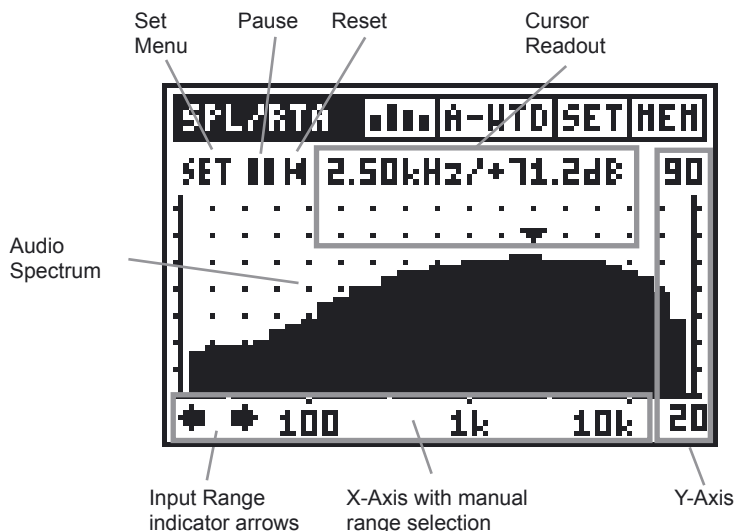 Set
Menu
Pause
Reset
Cursor
Readout
SPL/RTA A-WTD SET MEM
SET 2.50kHz/+71.2dB 90
Audio
Spectrum
100 1k 10k 20
Input Range
indicator arrows
X-Axis with manual
range selection
Y-Axis